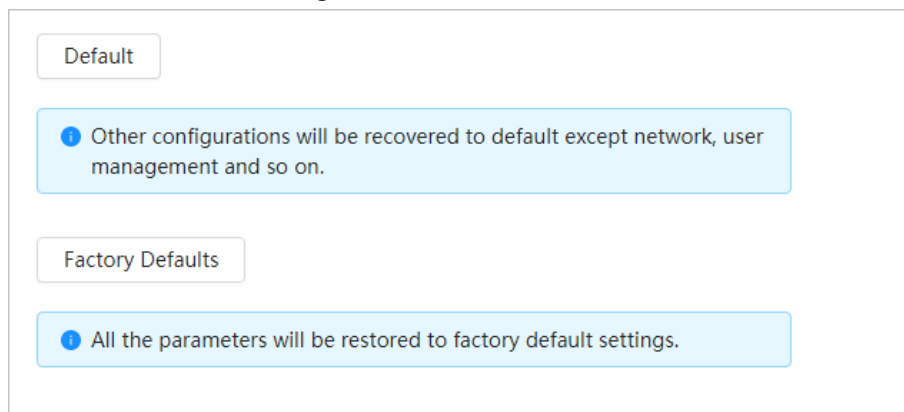 Default
Other configurations will be recovered to default except network, user
management and so on.
Factory Defaults
All the parameters will be restored to factory default settings.